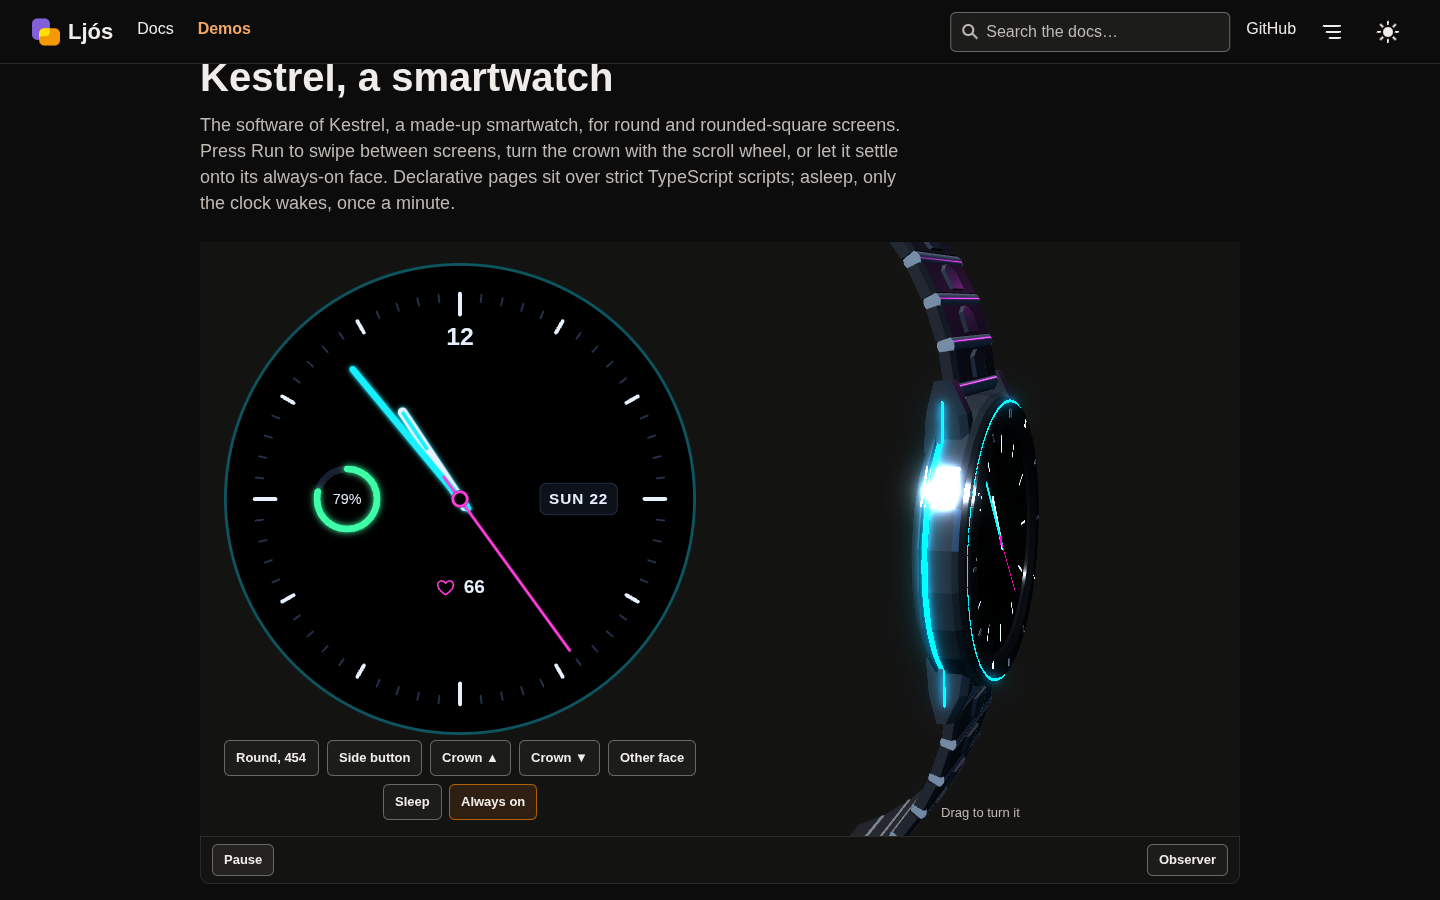 Ljós
Docs
Demos
Search the docs…
GitHub
Kestrel, a smartwatch
The software of Kestrel, a made-up smartwatch, for round and rounded-square screens.
Press Run to swipe between screens, turn the crown with the scroll wheel, or let it settle
onto its always-on face. Declarative pages sit over strict TypeScript scripts; asleep, only
the clock wakes, once a minute.
12
79%
SUN 22
66
Round, 454
Side button
Crown ▲
Crown ▼
Other face
Sleep
Always on
Drag to turn it
Pause
Observer